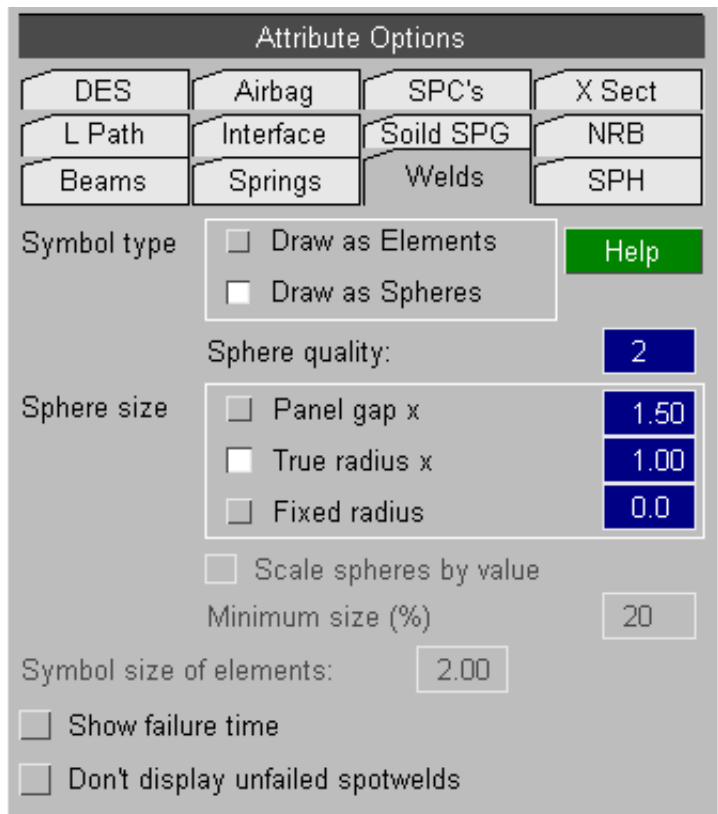 Attribute Options
DES Airbag SPC's X Sect
L Path Interface Soild SPG NRB
Beams Springs Welds SPH
Symbol type Draw as Elements Help
Draw as Spheres
Sphere quality: 2
Sphere size Panel gap x 1.50
True radius x 1.00
Fixed radius 0.0
Scale spheres by value
Minimum size (%) 20
Symbol size of elements: 2.00
Show failure time
Don't display unfailed spotwelds